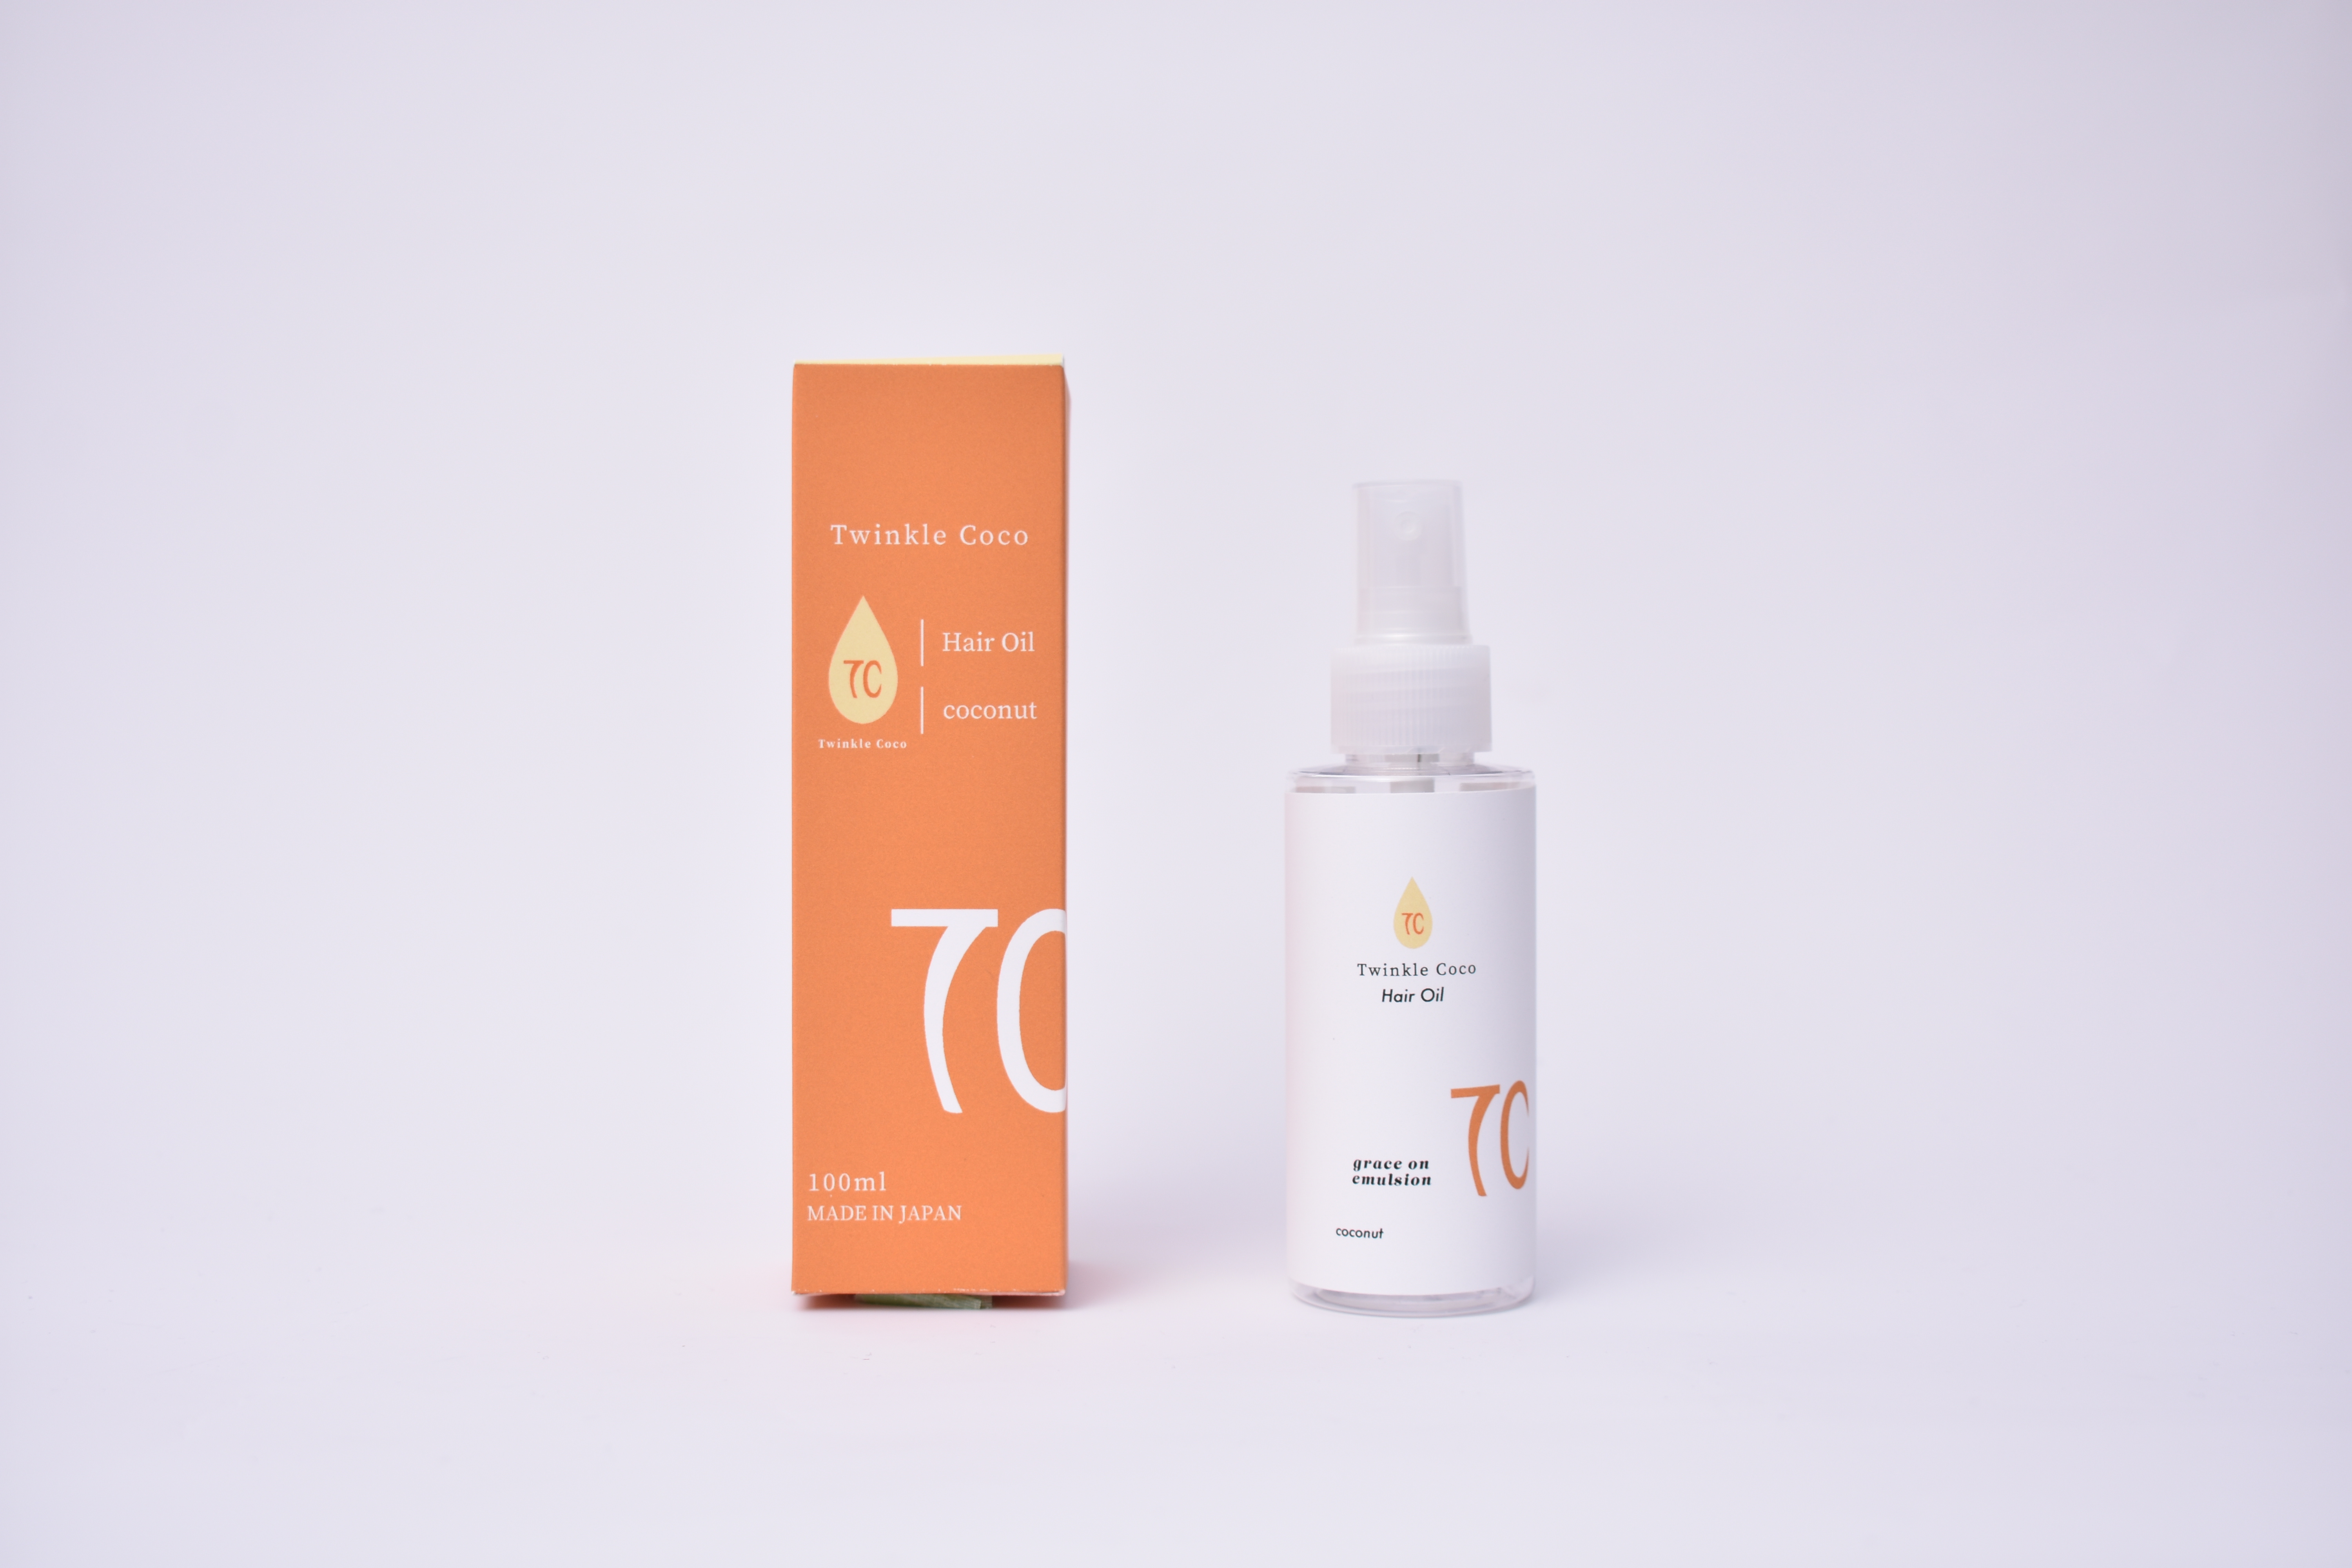 Twinkle Coco
TC
Hair Oil
coconut
Twinkle Coco
TC
100ml
MADE IN JAPAN
TC
Twinkle Coco
Hair Oil
TC
grace on
emulsion
coconut